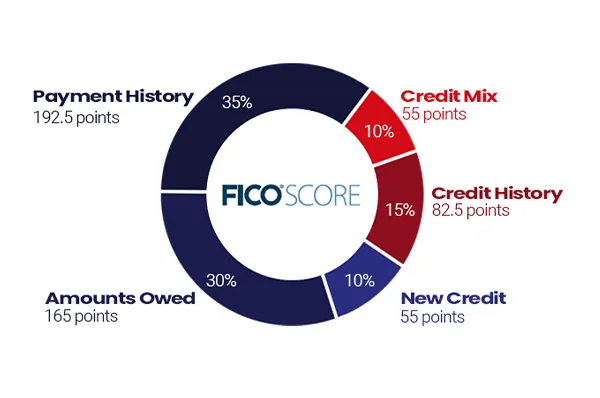 Payment History
192.5 points
35%
Credit Mix
55 points
10%
Credit History
82.5 points
15%
FICO® SCORE
Amounts Owed
165 points
30%
New Credit
55 points
10%